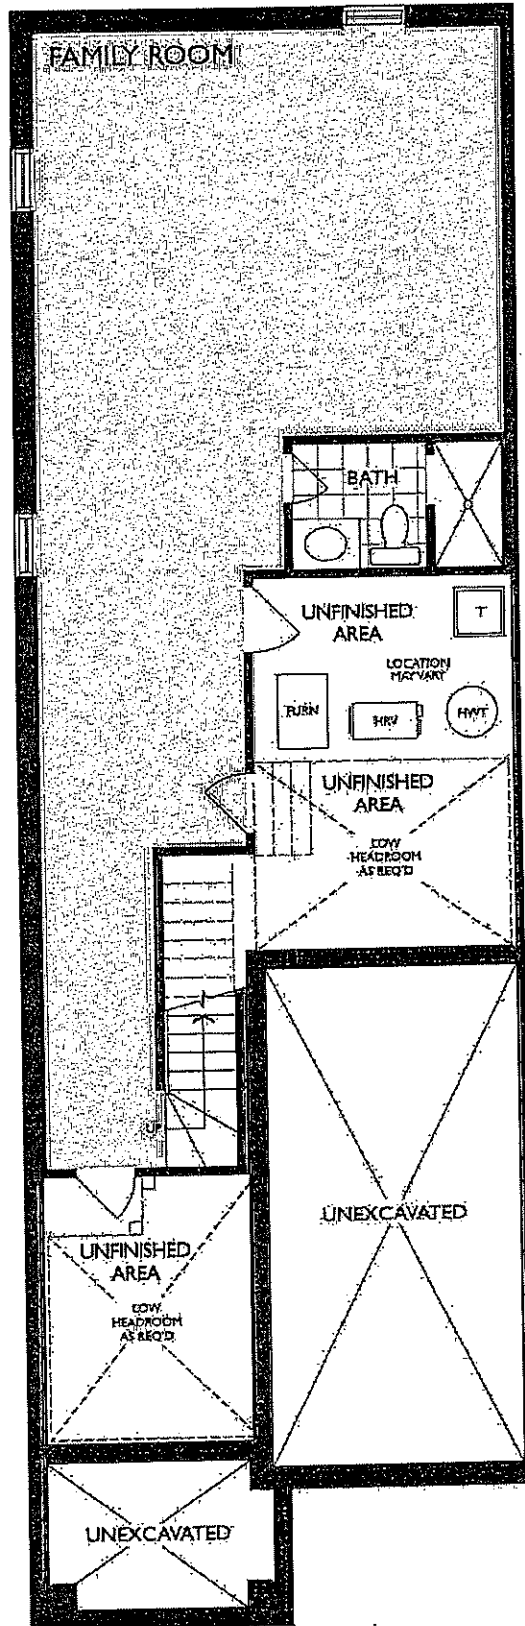 FAMILY ROOM
BATH
UNFINISHED
AREA
T
LOCATION
MAY VARY
FURN
HRV
HWT
UNFINISHED
AREA
LOW
HEADROOM
AS REQ'D
UP
UNEXCAVATED
UNFINISHED
AREA
LOW
HEADROOM
AS REQ'D
UNEXCAVATED